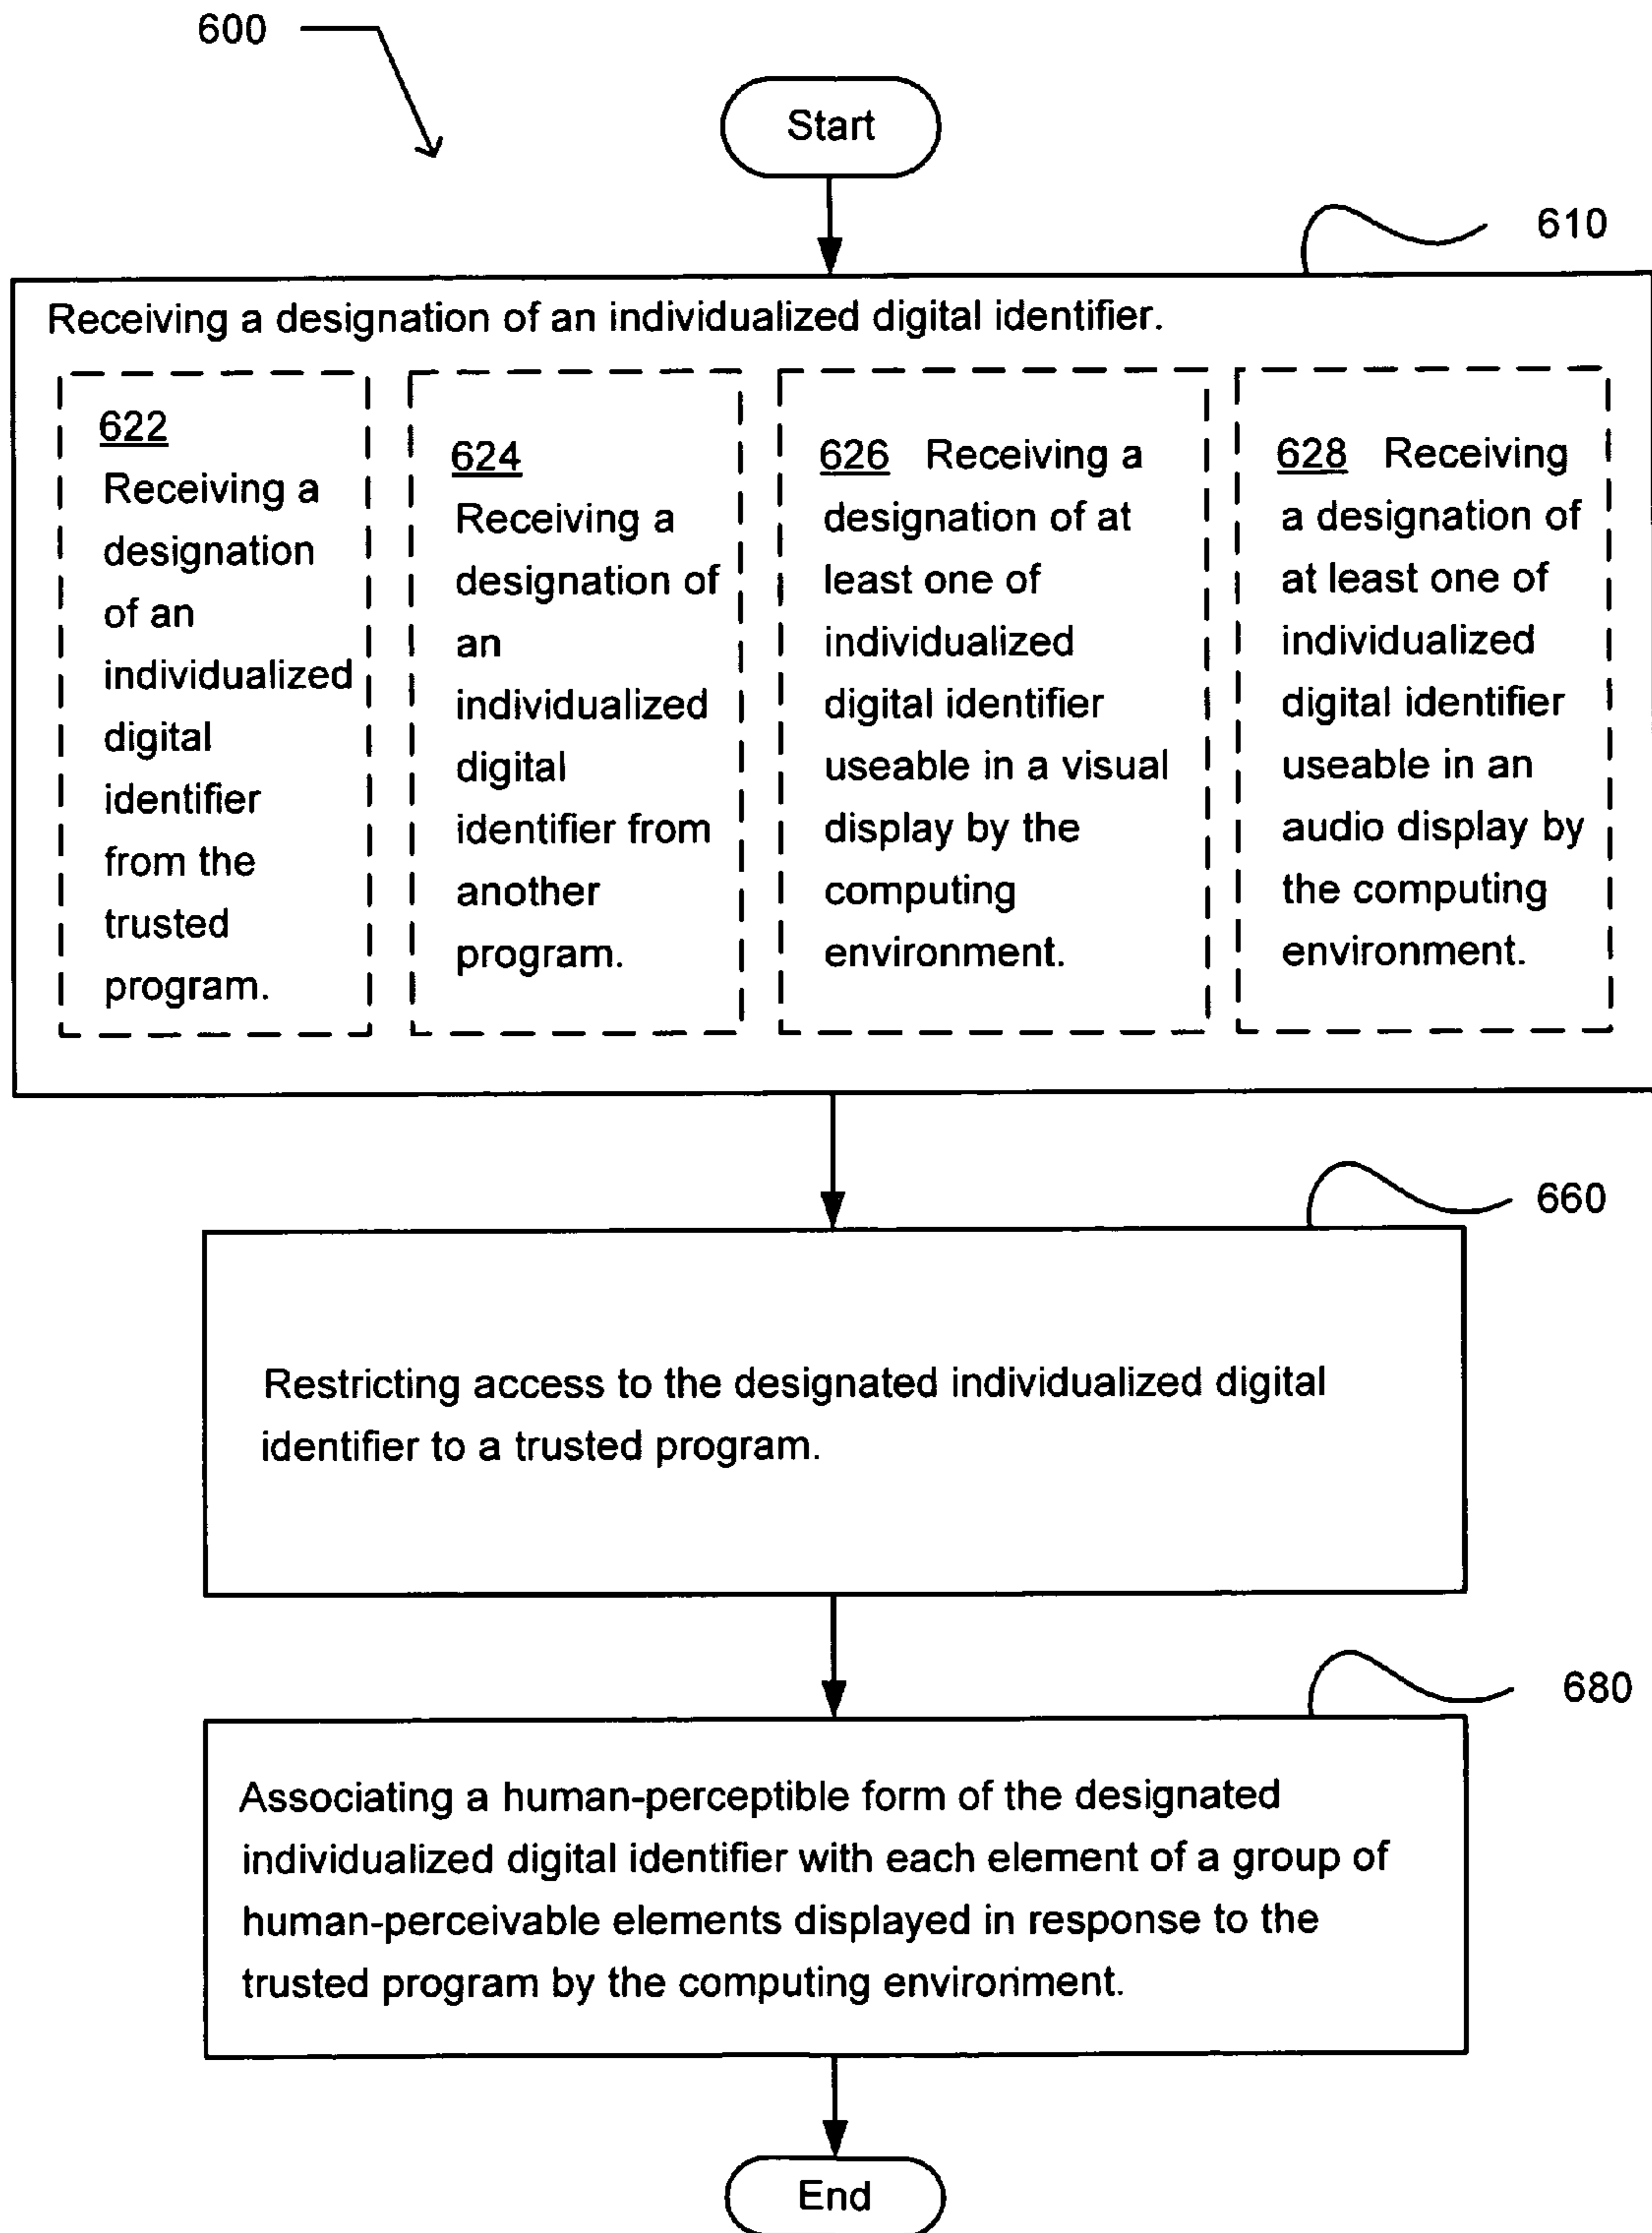 600
Start
610
Receiving a designation of an individualized digital identifier.
622
Receiving a
designation
of an
individualized
digital
identifier
from the
trusted
program.
624
Receiving a
designation of
an
individualized
digital
identifier from
another
program.
626 Receiving a
designation of at
least one of
individualized
digital identifier
useable in a visual
display by the
computing
environment.
628 Receiving
a designation of
at least one of
individualized
digital identifier
useable in an
audio display by
the computing
environment.
660
Restricting access to the designated individualized digital
identifier to a trusted program.
680
Associating a human-perceptible form of the designated
individualized digital identifier with each element of a group of
human-perceivable elements displayed in response to the
trusted program by the computing environment.
End